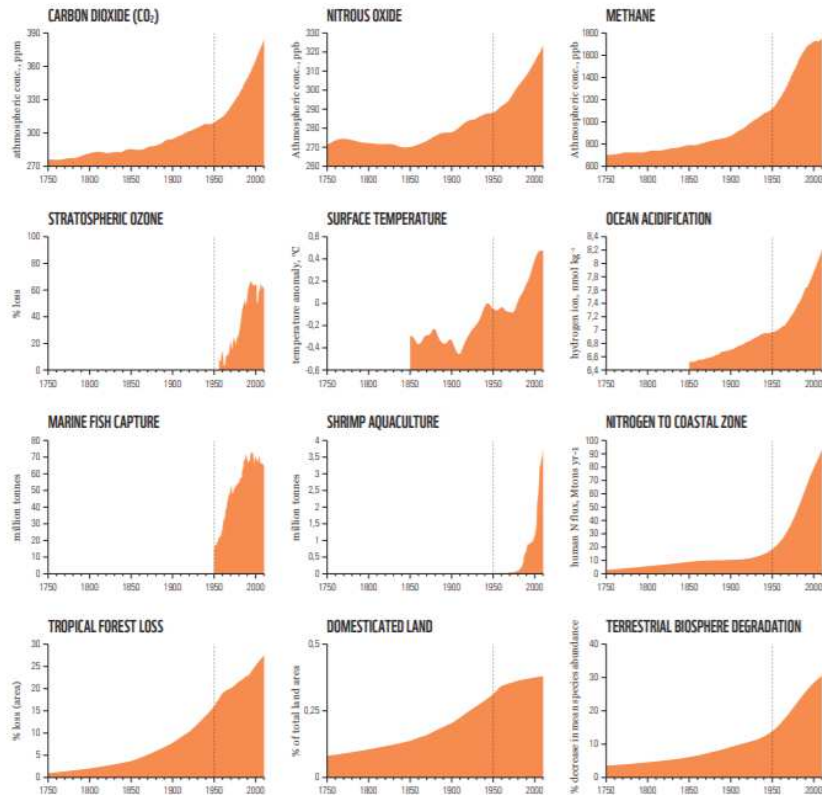 CARBON DIOXIDE (CO₂)
athmospheric conc., ppm
390
360
330
300
270
1750 1800 1850 1900 1950 2000
NITROUS OXIDE
Athmospheric conc., ppb
330
320
310
300
290
280
270
260
1750 1800 1850 1900 1950 2000
METHANE
Athmospheric conc., ppb
1800
1600
1400
1200
1000
800
600
1750 1800 1850 1900 1950 2000
STRATOSPHERIC OZONE
% loss
100
80
60
40
20
0
1750 1800 1850 1900 1950 2000
SURFACE TEMPERATURE
temperature anomaly, °C
0,6
0,4
0,2
0
-0,2
-0,4
-0,6
1750 1800 1850 1900 1950 2000
OCEAN ACIDIFICATION
hydrogen ion, nmol kg⁻¹
8,4
8,2
8
7,8
7,6
7,4
7,2
7
6,8
6,6
6,4
1750 1800 1850 1900 1950 2000
MARINE FISH CAPTURE
million tonnes
80
70
60
50
40
30
20
10
0
1750 1800 1850 1900 1950 2000
SHRIMP AQUACULTURE
million tonnes
4
3,5
3
2,5
2
1,5
1
0,5
0
1750 1800 1850 1900 1950 2000
NITROGEN TO COASTAL ZONE
human N flux, Mtons yr-1
100
90
80
70
60
50
40
30
20
10
0
1750 1800 1850 1900 1950 2000
TROPICAL FOREST LOSS
% loss (area)
30
25
20
15
10
5
0
1750 1800 1850 1900 1950 2000
DOMESTICATED LAND
% of total land area
0,5
0,25
0
1750 1800 1850 1900 1950 2000
TERRESTRIAL BIOSPHERE DEGRADATION
% decrease in mean species abundance
40
30
20
10
0
1750 1800 1850 1900 1950 2000